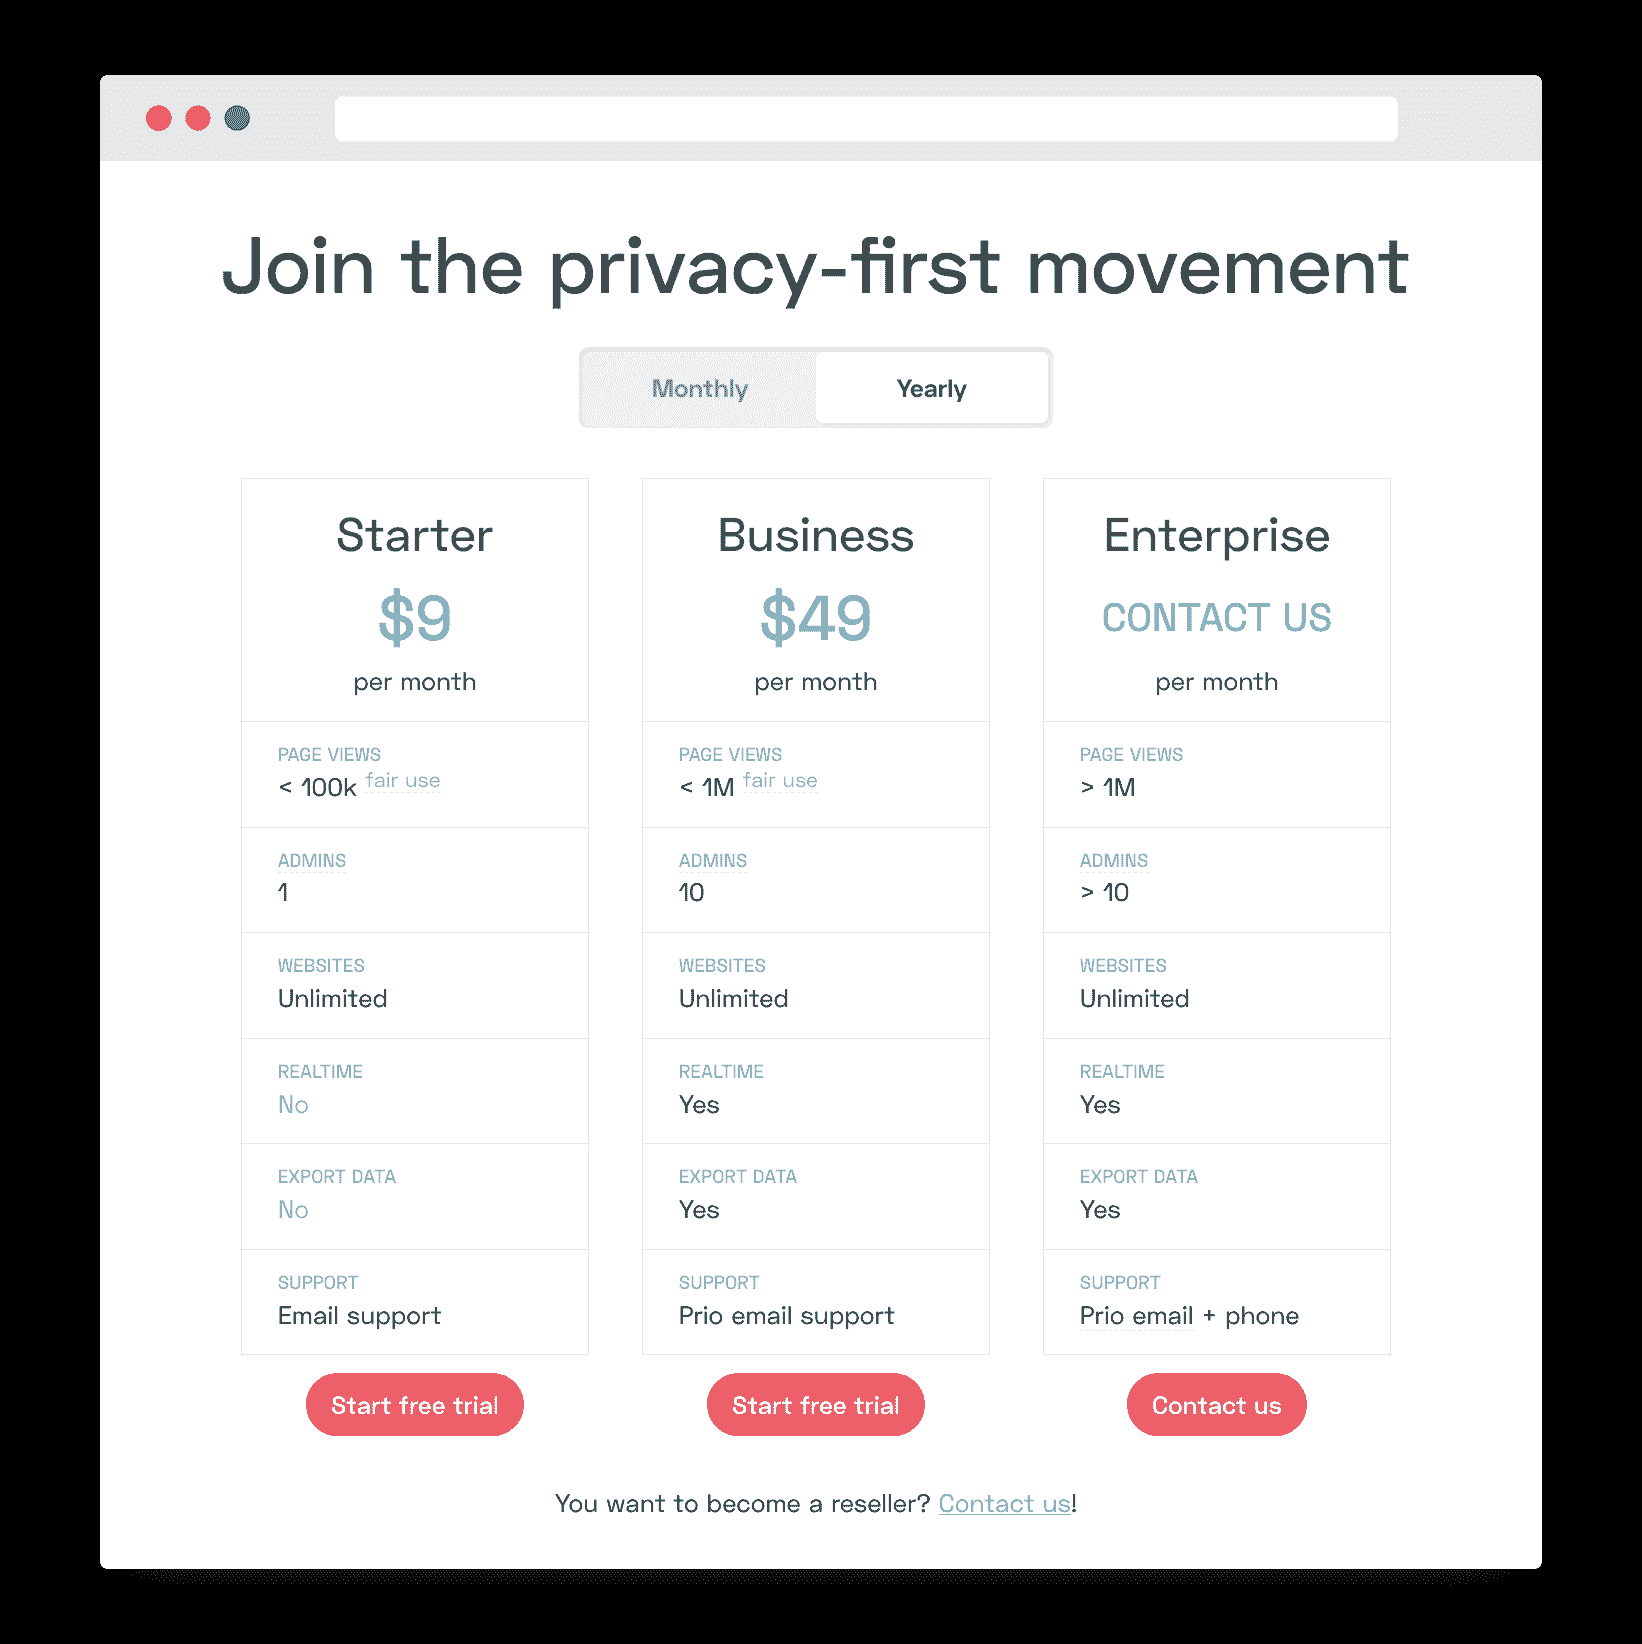 Join the privacy-first movement
Monthly
Yearly
Starter
$9
per month
PAGE VIEWS
< 100k fair use
ADMINS
1
WEBSITES
Unlimited
REALTIME
No
EXPORT DATA
No
SUPPORT
Email support
Start free trial
Business
$49
per month
PAGE VIEWS
< 1M fair use
ADMINS
10
WEBSITES
Unlimited
REALTIME
Yes
EXPORT DATA
Yes
SUPPORT
Prio email support
Start free trial
Enterprise
CONTACT US
per month
PAGE VIEWS
> 1M
ADMINS
> 10
WEBSITES
Unlimited
REALTIME
Yes
EXPORT DATA
Yes
SUPPORT
Prio email + phone
Contact us
You want to become a reseller? Contact us!